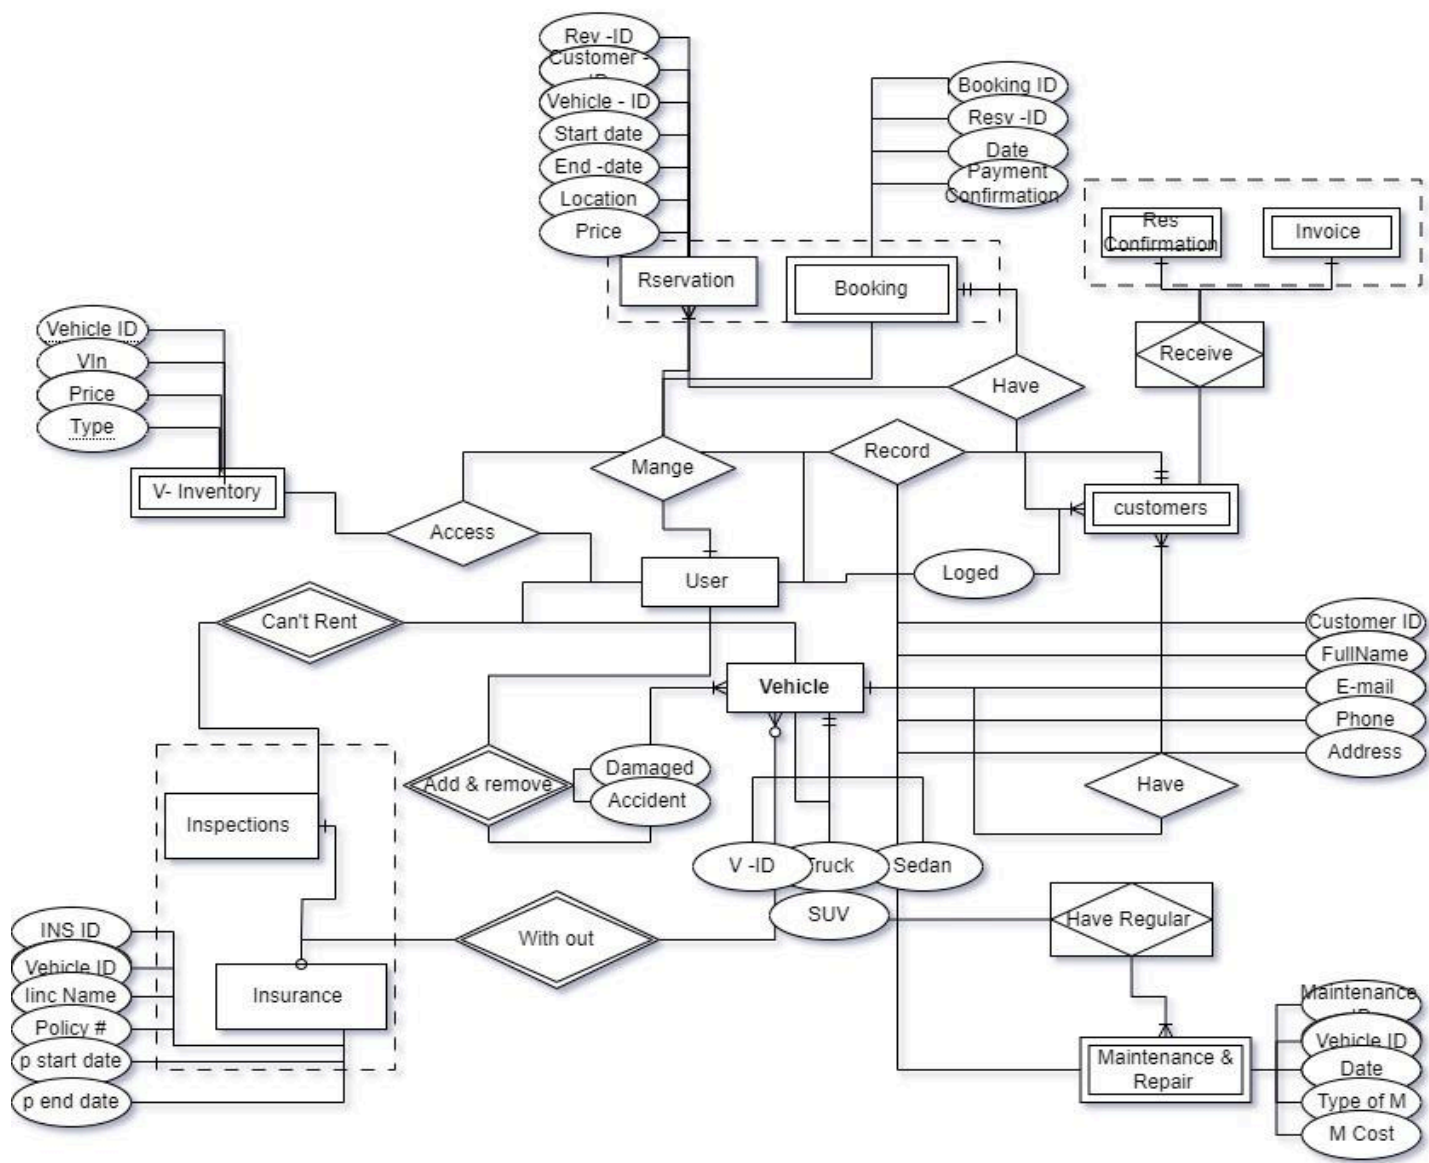 Rev -ID
Customer -
ID
Vehicle - ID
Start date
End -date
Location
Price
Booking ID
Resv -ID
Date
Payment
Confirmation
Res
Confirmation
Invoice
Rservation
Booking
Receive
Have
Vehicle ID
VIn
Price
Type
V- Inventory
Access
Mange
Record
customers
User
Loged
Can't Rent
Customer ID
FullName
E-mail
Phone
Address
Vehicle
Add & remove
Damaged
Accident
Have
Inspections
V -ID
Truck
Sedan
SUV
Have Regular
With out
INS ID
Vehicle ID
Iinc Name
Policy #
p start date
p end date
Insurance
Maintenance &
Repair
Maintenance
ID
Vehicle ID
Date
Type of M
M Cost